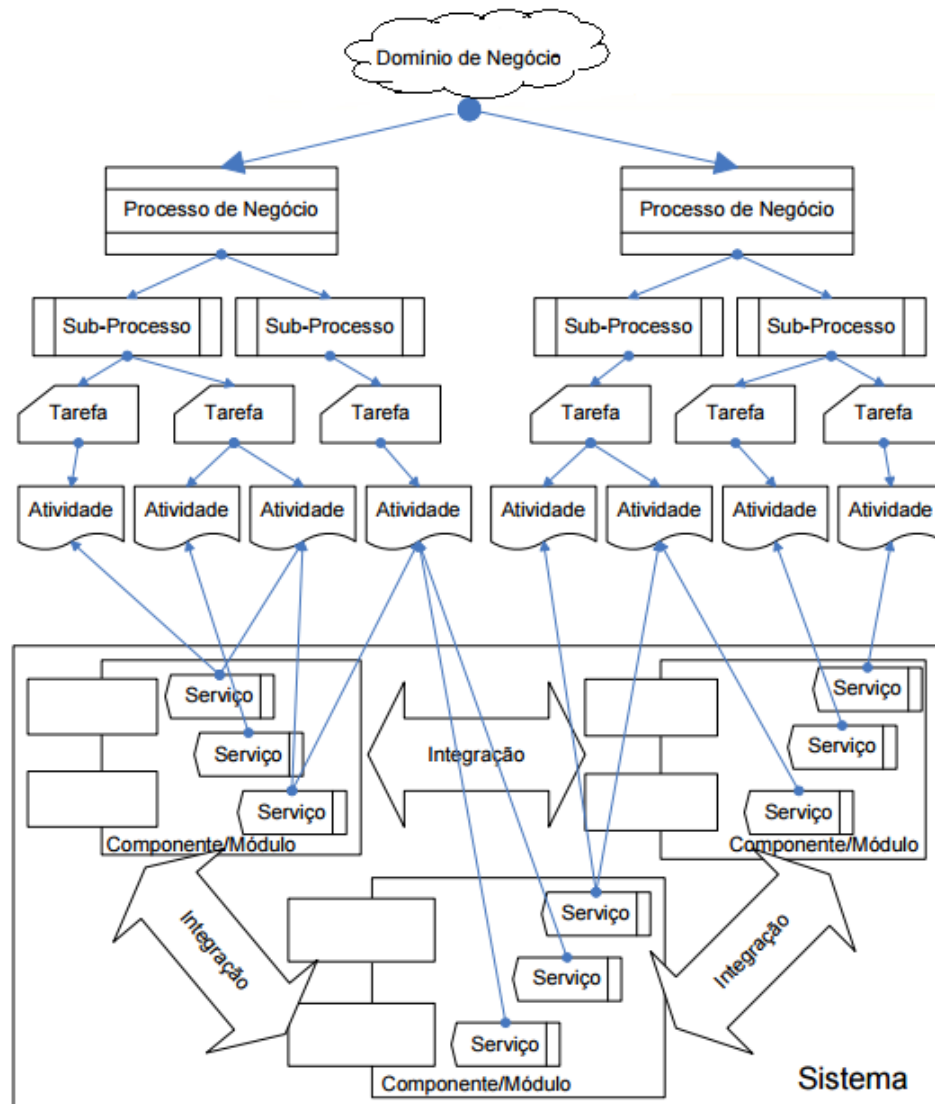 Domínio de Negócio
Processo de Negócio
Processo de Negócio
Sub-Processo
Sub-Processo
Sub-Processo
Sub-Processo
Tarefa
Tarefa
Tarefa
Tarefa
Tarefa
Tarefa
Atividade
Atividade
Atividade
Atividade
Atividade
Atividade
Atividade
Atividade
Serviço
Serviço
Serviço
Componente/Módulo
Integração
Serviço
Serviço
Serviço
Componente/Módulo
Integração
Serviço
Serviço
Serviço
Componente/Módulo
Integração
Sistema